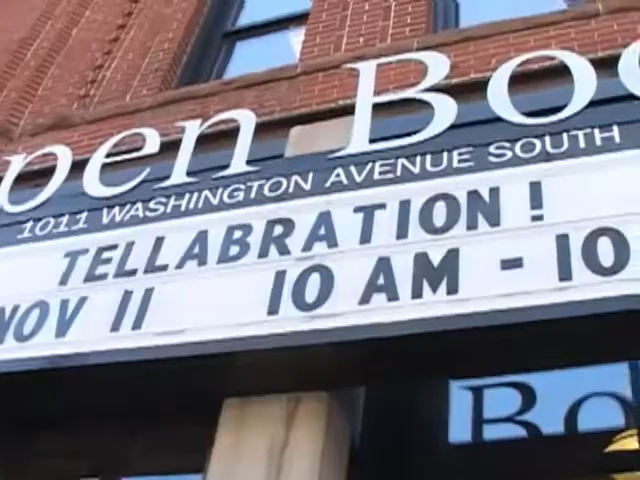 pen Boo
1011 WASHINGTON AVENUE SOUTH
TELLABRATION!
NOV 11 10 AM - 10
Bo